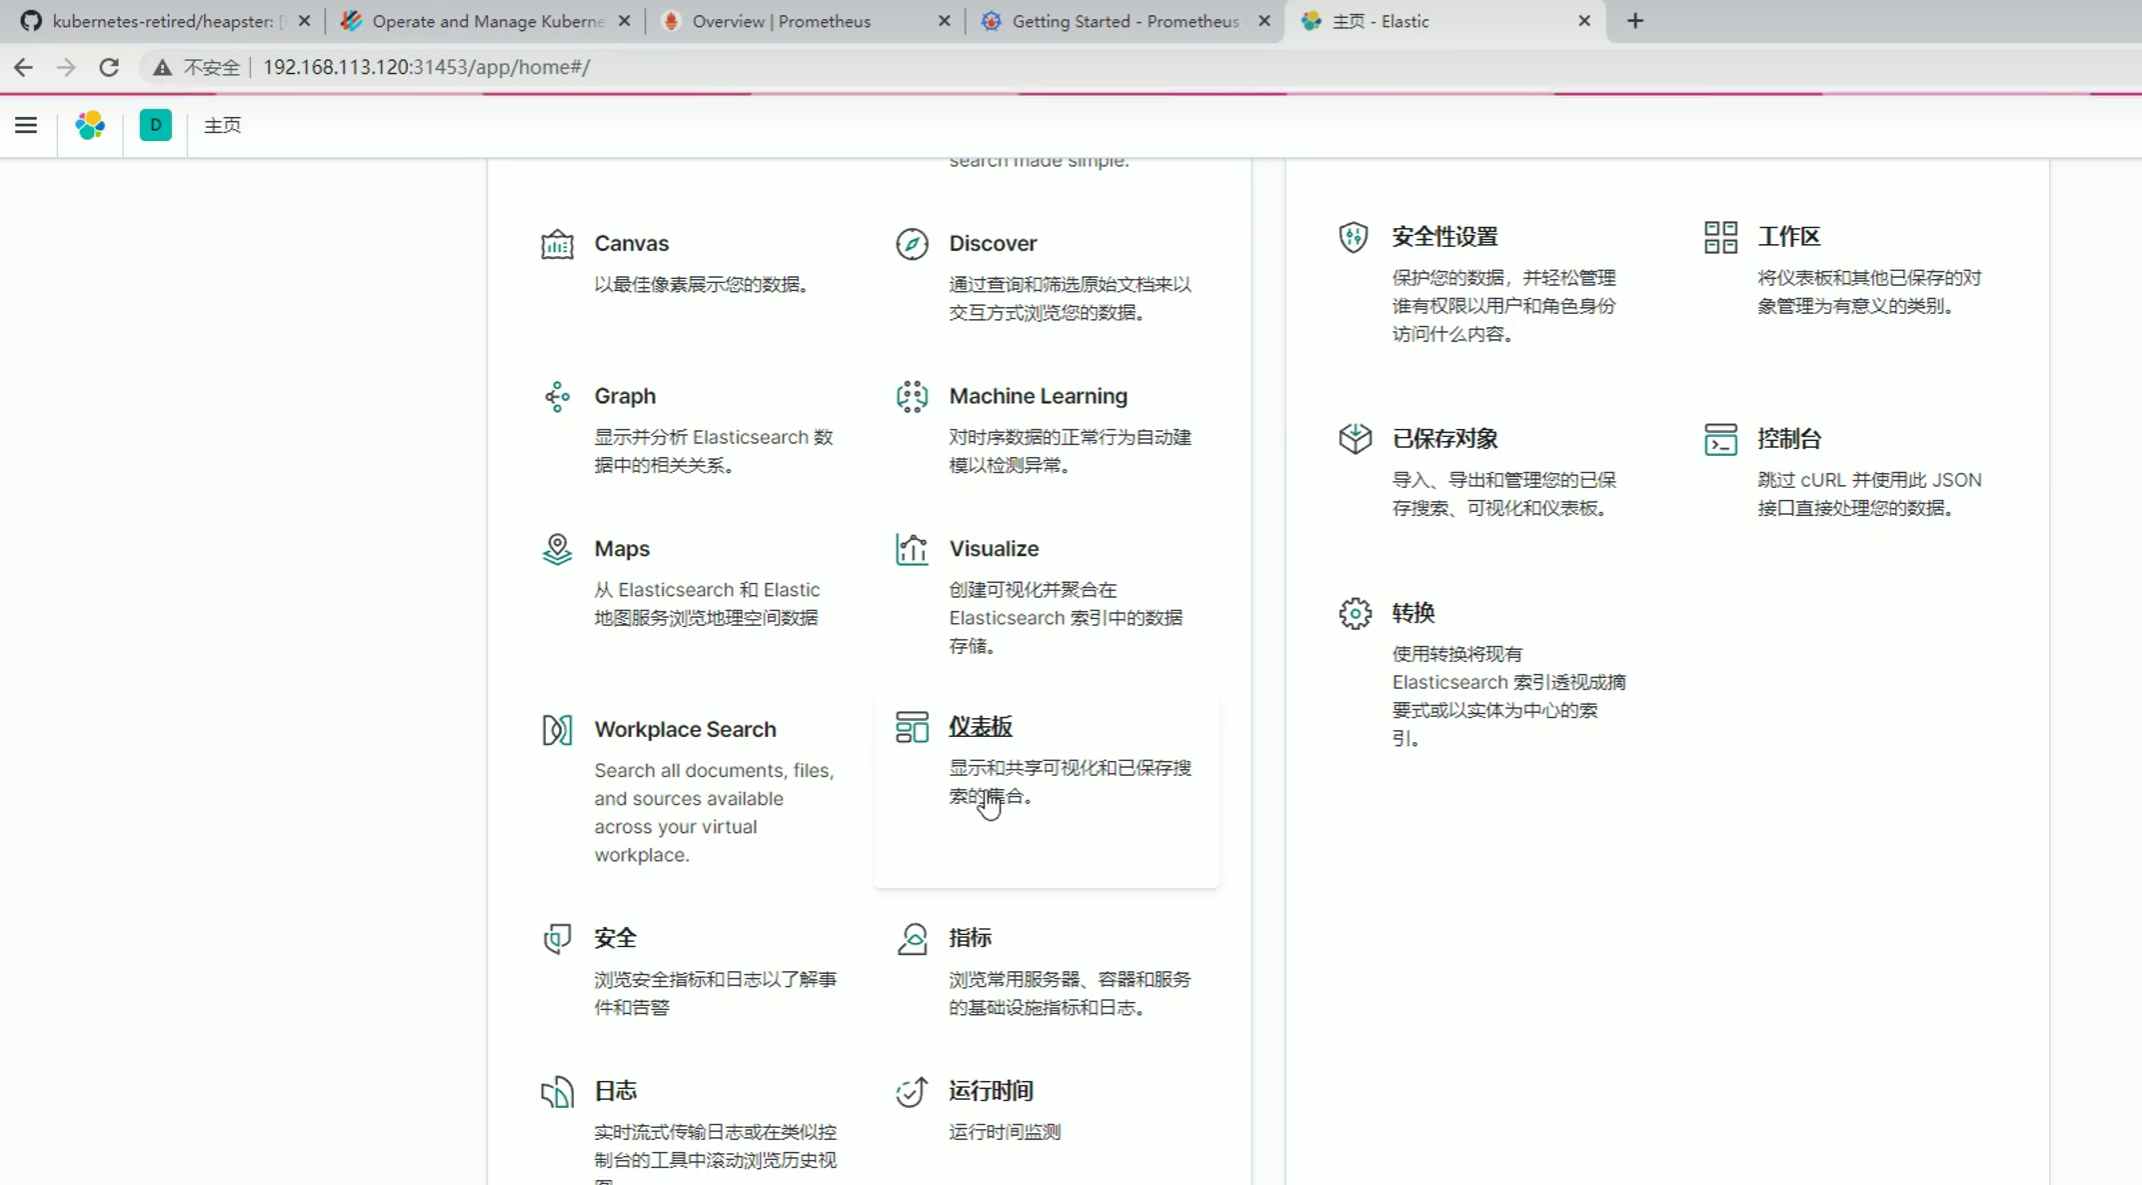 kubernetes-retired/heapster: [
Operate and Manage Kuberne
Overview | Prometheus
Getting Started - Prometheus
主页 - Elastic
不安全
192.168.113.120:31453/app/home#/
D
主页
search made simple.
Canvas
以最佳像素展示您的数据。
Discover
通过查询和筛选原始文档来以
交互方式浏览您的数据。
Graph
显示并分析 Elasticsearch 数
据中的相关关系。
Machine Learning
对时序数据的正常行为自动建
模以检测异常。
Maps
从 Elasticsearch 和 Elastic
地图服务浏览地理空间数据
Visualize
创建可视化并聚合在
Elasticsearch 索引中的数据
存储。
Workplace Search
Search all documents, files,
and sources available
across your virtual
workplace.
仪表板
显示和共享可视化和已保存搜
索的集合。
安全
浏览安全指标和日志以了解事
件和告警
指标
浏览常用服务器、容器和服务
的基础设施指标和日志。
日志
实时流式传输日志或在类似控
制台的工具中滚动浏览历史视
运行时间
运行时间监测
安全性设置
保护您的数据，并轻松管理
谁有权限以用户和角色身份
访问什么内容。
工作区
将仪表板和其他已保存的对
象管理为有意义的类别。
已保存对象
导入、导出和管理您的已保
存搜索、可视化和仪表板。
控制台
跳过 cURL 并使用此 JSON
接口直接处理您的数据。
转换
使用转换将现有
Elasticsearch 索引透视成摘
要式或以实体为中心的索
引。